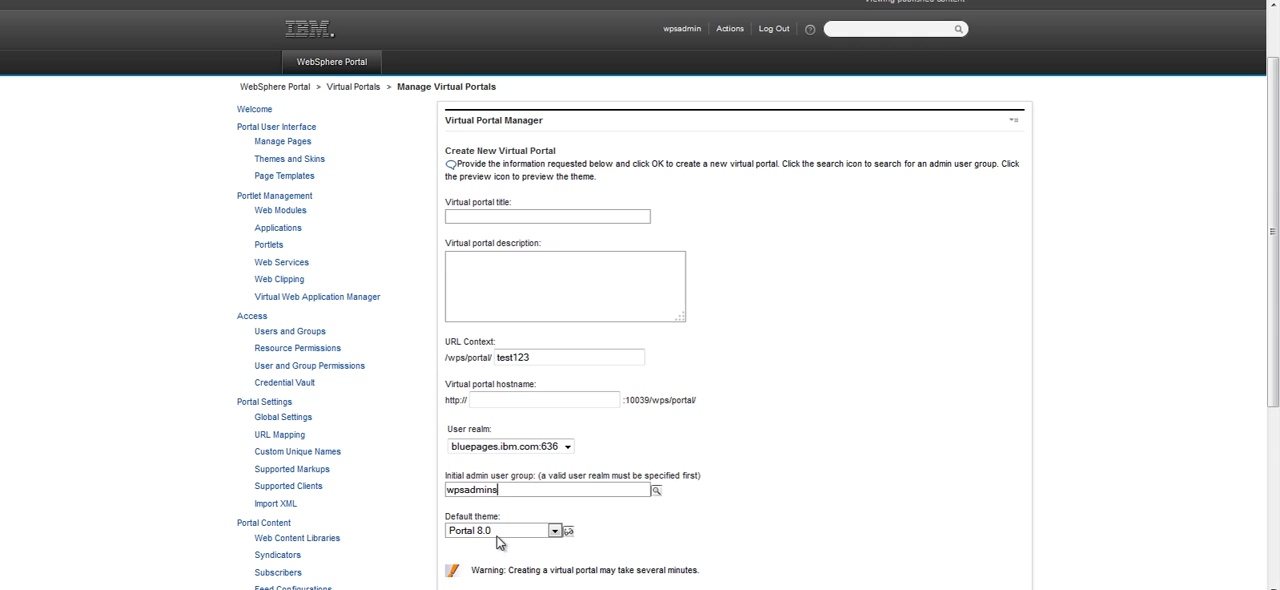 Viewing published content
IBM.
wpsadmin Actions Log Out ?
WebSphere Portal
WebSphere Portal > Virtual Portals > Manage Virtual Portals
Welcome
Portal User Interface
Manage Pages
Themes and Skins
Page Templates
Portlet Management
Web Modules
Applications
Portlets
Web Services
Web Clipping
Virtual Web Application Manager
Access
Users and Groups
Resource Permissions
User and Group Permissions
Credential Vault
Portal Settings
Global Settings
URL Mapping
Custom Unique Names
Supported Markups
Supported Clients
Import XML
Portal Content
Web Content Libraries
Syndicators
Subscribers
Feed Configurations
Virtual Portal Manager
Create New Virtual Portal
Provide the information requested below and click OK to create a new virtual portal. Click the search icon to search for an admin user group. Click
the preview icon to preview the theme.
Virtual portal title:
Virtual portal description:
URL Context:
/wps/portal/ test123
Virtual portal hostname:
http:// :10039/wps/portal/
User realm:
bluepages.ibm.com:636
Initial admin user group: (a valid user realm must be specified first)
wpsadmins
Default theme:
Portal 8.0
Warning: Creating a virtual portal may take several minutes.